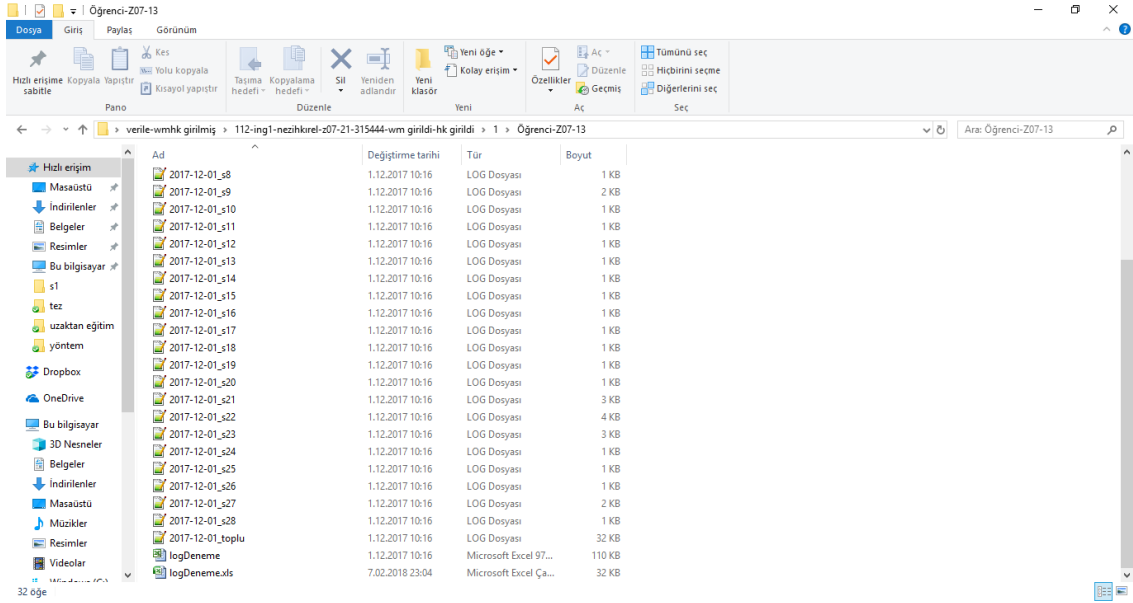 Öğrenci-Z07-13
Dosya Giriş Paylaş Görünüm
Hızlı erişime sabitle
Kopyala
Yapıştır
Kes
Yolu kopyala
Kısayol yapıştır
Pano
Taşıma hedefi
Kopyalama hedefi
Sil
Yeniden adlandır
Düzenle
Yeni klasör
Yeni öğe
Kolay erişim
Yeni
Özellikler
Aç
Düzenle
Geçmiş
Aç
Tümünü seç
Hiçbirini seçme
Diğerlerini seç
Seç
verile-wmhk girilmiş > 112-ing1-nezihkırel-z07-21-315444-wm girildi-hk girildi > 1 > Öğrenci-Z07-13
Ara: Öğrenci-Z07-13
Hızlı erişim
Masaüstü
İndirilenler
Belgeler
Resimler
Bu bilgisayar
s1
tez
uzaktan eğitim
yöntem
Dropbox
OneDrive
Bu bilgisayar
3D Nesneler
Belgeler
İndirilenler
Masaüstü
Müzikler
Resimler
Videolar
Windows (C:)
Ad Değiştirme tarihi Tür Boyut
2017-12-01_s8 1.12.2017 10:16 LOG Dosyası 1 KB
2017-12-01_s9 1.12.2017 10:16 LOG Dosyası 2 KB
2017-12-01_s10 1.12.2017 10:16 LOG Dosyası 1 KB
2017-12-01_s11 1.12.2017 10:16 LOG Dosyası 1 KB
2017-12-01_s12 1.12.2017 10:16 LOG Dosyası 1 KB
2017-12-01_s13 1.12.2017 10:16 LOG Dosyası 1 KB
2017-12-01_s14 1.12.2017 10:16 LOG Dosyası 1 KB
2017-12-01_s15 1.12.2017 10:16 LOG Dosyası 1 KB
2017-12-01_s16 1.12.2017 10:16 LOG Dosyası 1 KB
2017-12-01_s17 1.12.2017 10:16 LOG Dosyası 1 KB
2017-12-01_s18 1.12.2017 10:16 LOG Dosyası 1 KB
2017-12-01_s19 1.12.2017 10:16 LOG Dosyası 1 KB
2017-12-01_s20 1.12.2017 10:16 LOG Dosyası 1 KB
2017-12-01_s21 1.12.2017 10:16 LOG Dosyası 3 KB
2017-12-01_s22 1.12.2017 10:16 LOG Dosyası 4 KB
2017-12-01_s23 1.12.2017 10:16 LOG Dosyası 3 KB
2017-12-01_s24 1.12.2017 10:16 LOG Dosyası 1 KB
2017-12-01_s25 1.12.2017 10:16 LOG Dosyası 1 KB
2017-12-01_s26 1.12.2017 10:16 LOG Dosyası 1 KB
2017-12-01_s27 1.12.2017 10:16 LOG Dosyası 2 KB
2017-12-01_s28 1.12.2017 10:16 LOG Dosyası 1 KB
2017-12-01_toplu 1.12.2017 10:16 LOG Dosyası 32 KB
logDeneme 1.12.2017 10:16 Microsoft Excel 97... 110 KB
logDeneme.xls 7.02.2018 23:04 Microsoft Excel Ça... 32 KB
32 öğe